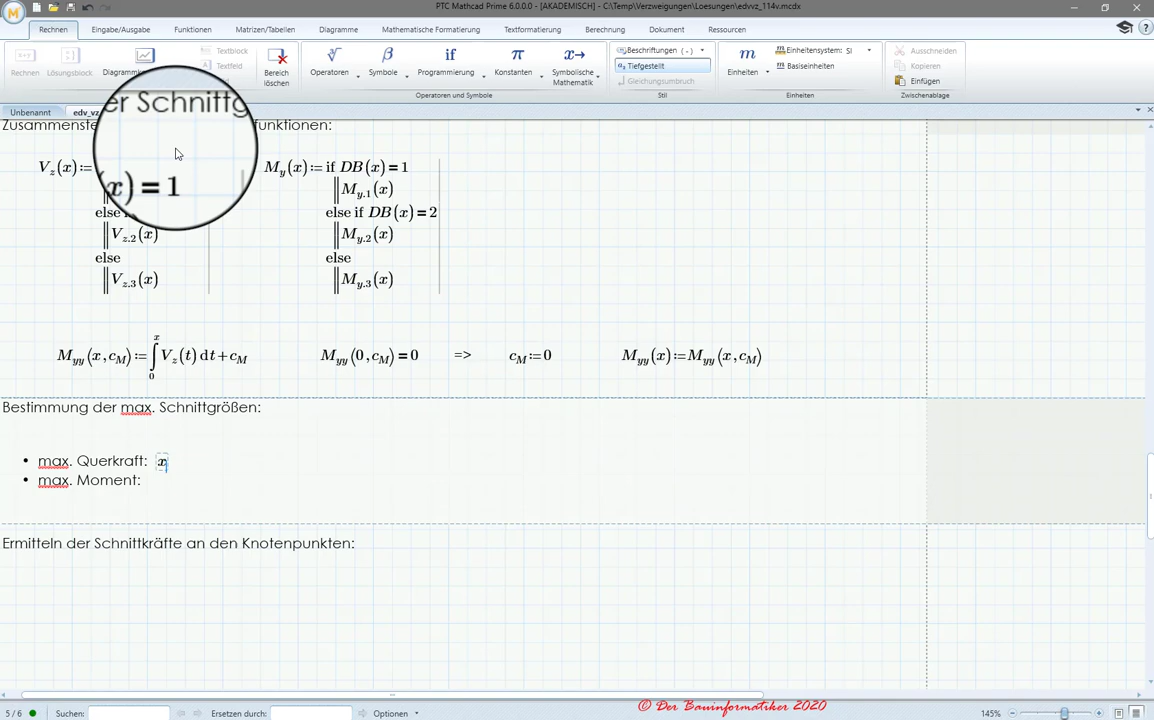 PTC Mathcad Prime 6.0.0.0 - [AKADEMISCH] - C:\Temp\Verzweigungen\Loesungen\edvvz_114v.mcdx
Rechnen Eingabe/Ausgabe Funktionen Matrizen/Tabellen Diagramme Mathematische Formatierung Textformatierung Berechnung Dokument Ressourcen
Rechnen Lösungsblock Textblock Textfeld Bereich löschen
Operatoren Symbole Programmierung Konstanten Symbolische Mathematik
Operatoren und Symbole
Beschriftungen ( - )
Tiefgestellt
Gleichungsumbruch
Stil
Einheiten Einheitensystem: SI
Basiseinheiten
Einheiten
Ausschneiden
Kopieren
Einfügen
Zwischenablage
Unbenannt edv_vz
er Schnittg
Zusammenste funktionen:
V_z(x):= M_y(x):= if DB(x)=1
(x)=1 M_y.1(x)
else if DB(x)=2
V_z.2(x) M_y.2(x)
else else
V_z.3(x) M_y.3(x)
M_yy(x,c_M):=∫_0^x V_z(t) dt+c_M M_yy(0,c_M)=0 => c_M:=0 M_yy(x):=M_yy(x,c_M)
Bestimmung der max. Schnittgrößen:
• max. Querkraft: x
• max. Moment:
Ermitteln der Schnittkräfte an den Knotenpunkten:
5 / 6 Suchen: Ersetzen durch: Optionen 145%
© Der Bauinformatiker 2020